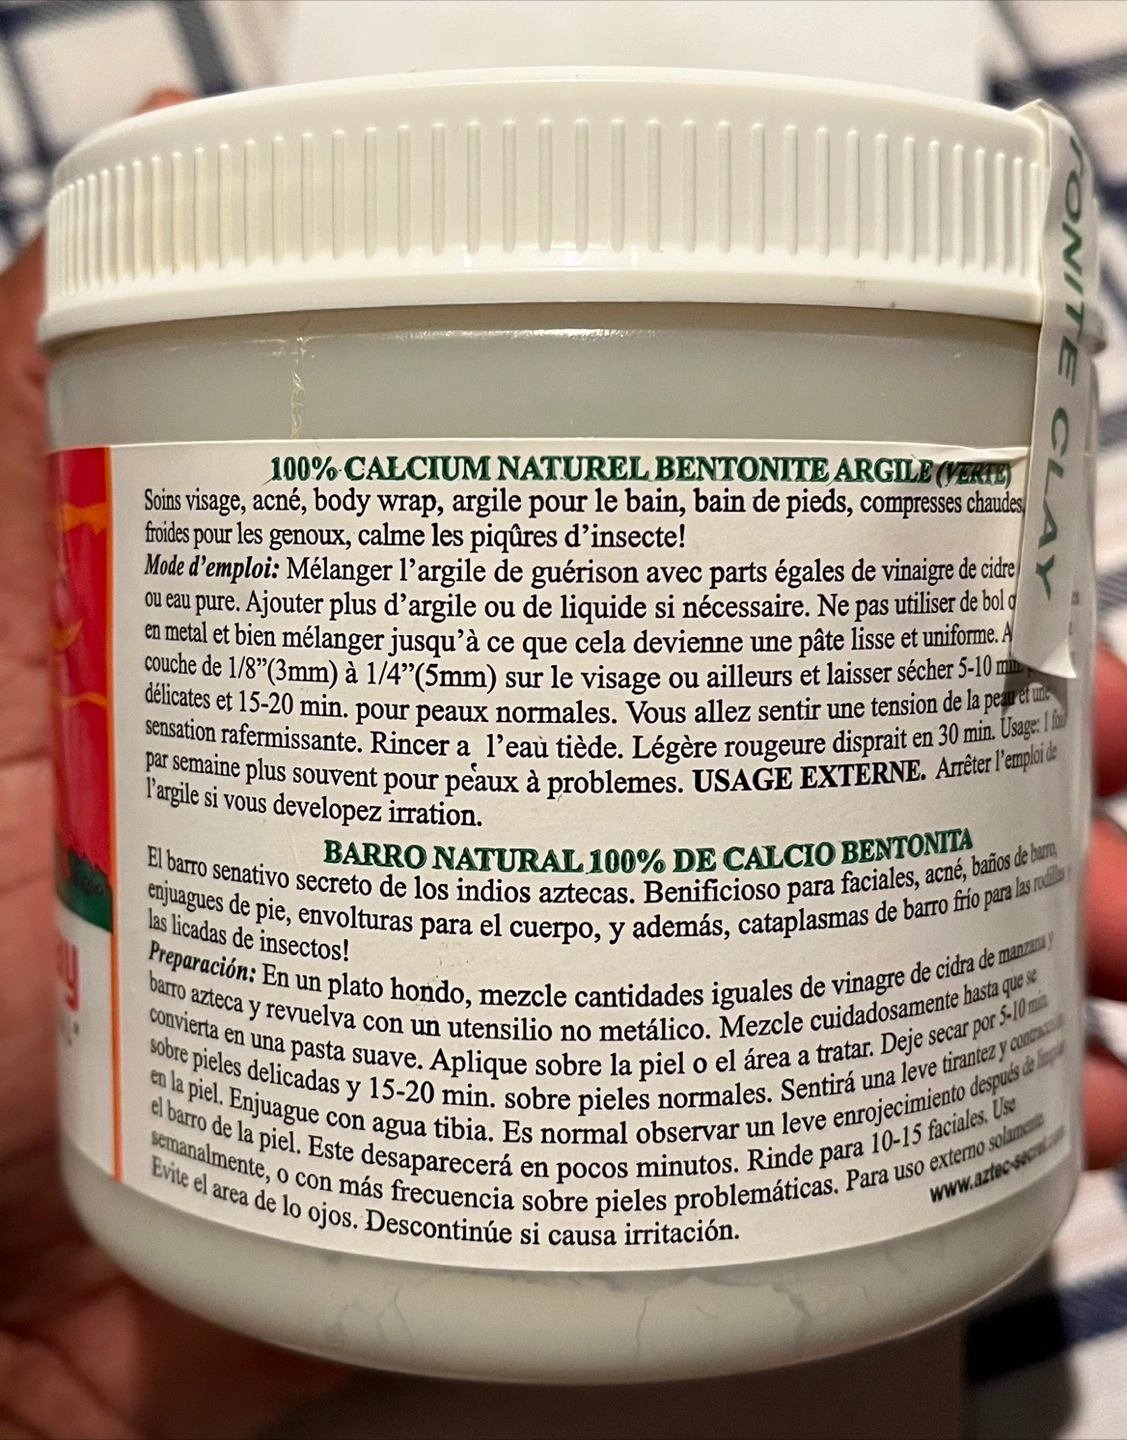 TONITE CLAY
100% CALCIUM NATUREL BENTONITE ARGILE (VERTE)
Soins visage, acné, body wrap, argile pour le bain, bain de pieds, compresses chaudes,
froides pour les genoux, calme les piqûres d'insecte!
Mode d'emploi: Mélanger l'argile de guérison avec parts égales de vinaigre de cidre
ou eau pure. Ajouter plus d'argile ou de liquide si nécessaire. Ne pas utiliser de bol
en metal et bien mélanger jusqu'à ce que cela devienne une pâte lisse et uniforme. A
couche de 1/8”(3mm) à 1/4”(5mm) sur le visage ou ailleurs et laisser sécher 5-10 min.
délicates et 15-20 min. pour peaux normales. Vous allez sentir une tension de la peau et une
sensation rafermissante. Rincer a l'eau tiède. Légère rougeure disprait en 30 min. Usage: 1
par semaine plus souvent pour peaux à problemes. USAGE EXTERNE. Arrêter l'emploi de
l'argile si vous developez irration.
BARRO NATURAL 100% DE CALCIO BENTONITA
El barro senativo secreto de los indios aztecas. Benificioso para faciales, acné, baños de barro,
enjuagues de pie, envolturas para el cuerpo, y además, cataplasmas de barro frío para las rodillas
las licadas de insectos!
Preparación: En un plato hondo, mezcle cantidades iguales de vinagre de cidra de manzana y
barro azteca y revuelva con un utensilio no metálico. Mezcle cuidadosamente hasta que se
convierta en una pasta suave. Aplique sobre la piel o el área a tratar. Deje secar por 5-10 min.
sobre pieles delicadas y 15-20 min. sobre pieles normales. Sentirá una leve tirantez y
en la piel. Enjuague con agua tibia. Es normal observar un leve enrojecimiento después de
el barro de la piel. Este desaparecerá en pocos minutos. Rinde para 10-15 faciales. Use
semanalmente, o con más frecuencia sobre pieles problemáticas. Para uso externo solamente.
Evite el area de lo ojos. Descontinúe si causa irritación.